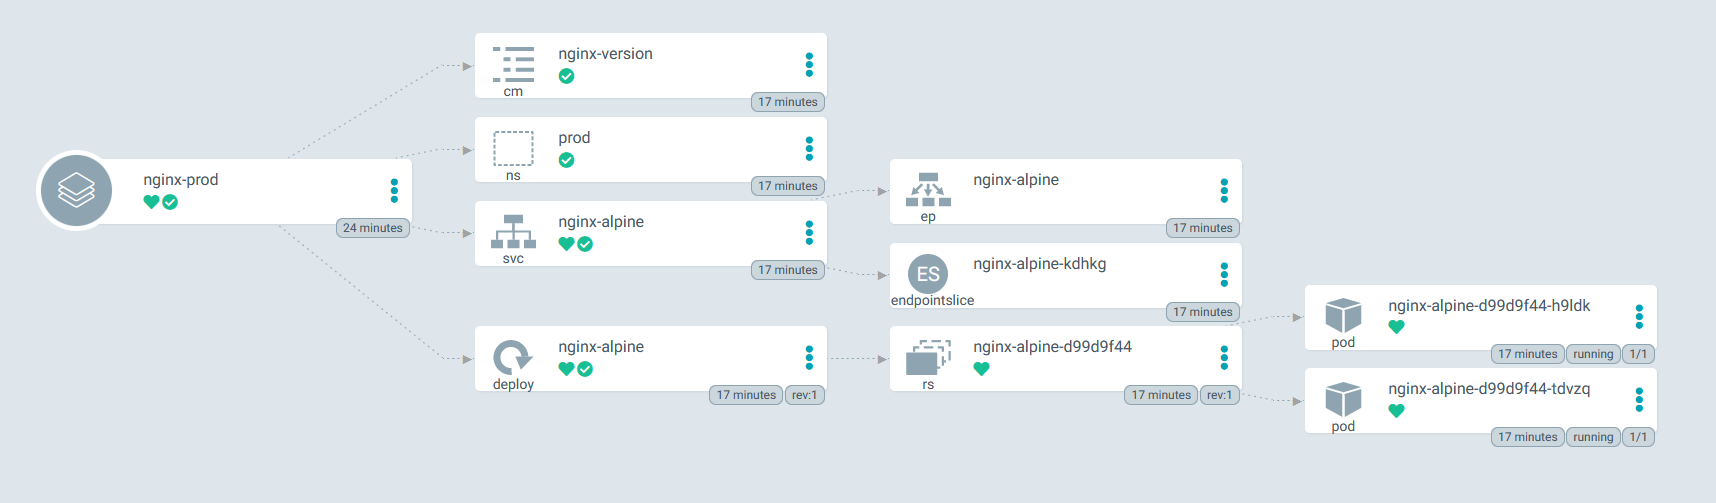 nginx-prod
24 minutes
nginx-version
cm
17 minutes
prod
ns
17 minutes
nginx-alpine
svc
17 minutes
nginx-alpine
deploy
17 minutes rev:1
nginx-alpine
ep
17 minutes
ES
nginx-alpine-kdhkg
endpointslice
17 minutes
nginx-alpine-d99d9f44
rs
17 minutes rev:1
nginx-alpine-d99d9f44-h9ldk
pod
17 minutes running 1/1
nginx-alpine-d99d9f44-tdvzq
pod
17 minutes running 1/1